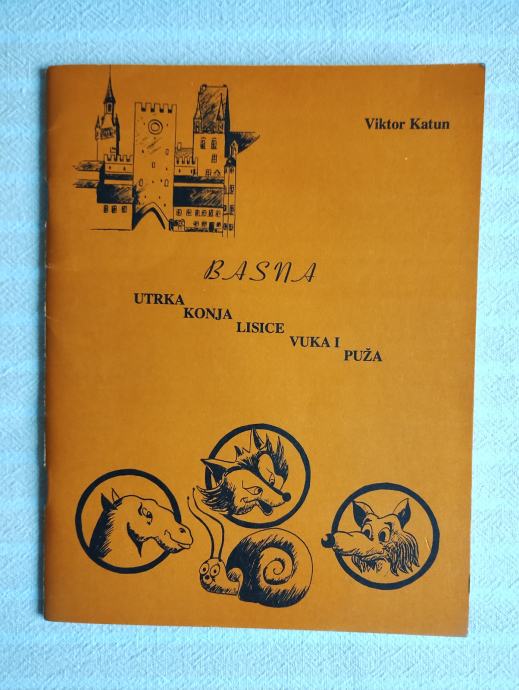 Viktor Katun
BASNA
UTRKA
KONJA
LISICE
VUKA I
PUŽA